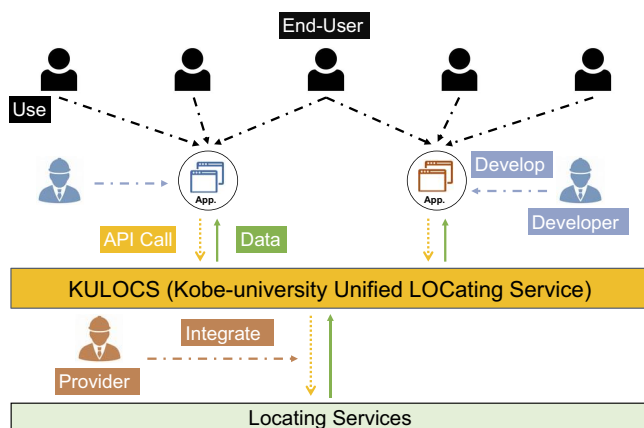 End-User
Use
Develop
App.
App.
Developer
API Call
Data
KULOCS (Kobe-university Unified LOCating Service)
Integrate
Provider
Locating Services